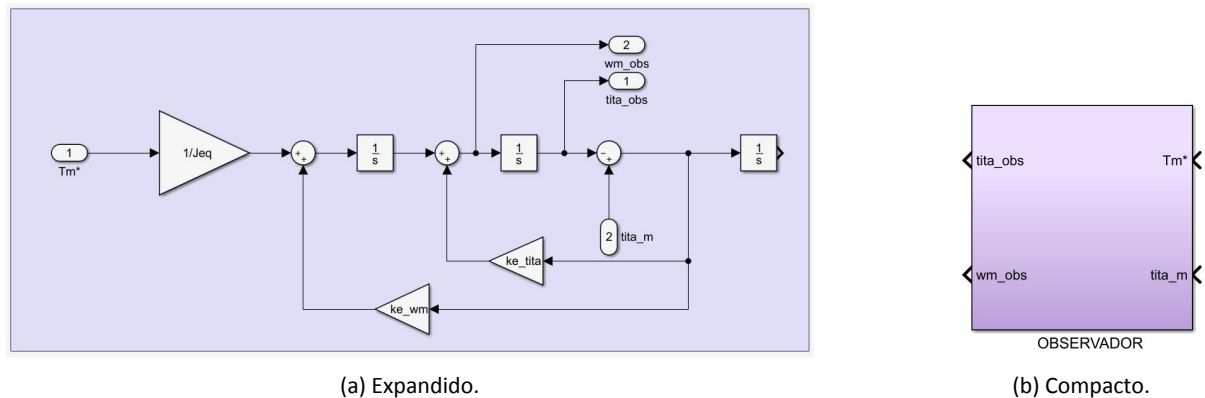 2
wm_obs
1
tita_obs
1
Tm*
1/Jeq
+
+
1
s
+
+
1
s
−
+
1
s
2
tita_m
ke_tita
ke_wm
(a) Expandido.
tita_obs
Tm*
wm_obs
tita_m
OBSERVADOR
(b) Compacto.